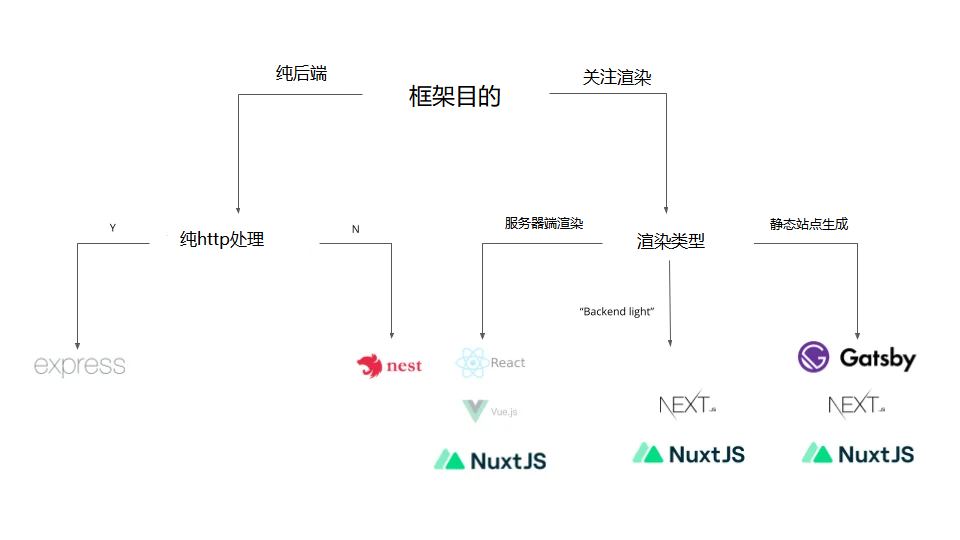 纯后端
关注渲染
框架目的
Y
纯http处理
N
服务器端渲染
渲染类型
静态站点生成
“Backend light”
express
nest
React
Gatsby
Vue.js
NEXT.JS
NEXT.JS
NuxtJS
NuxtJS
NuxtJS